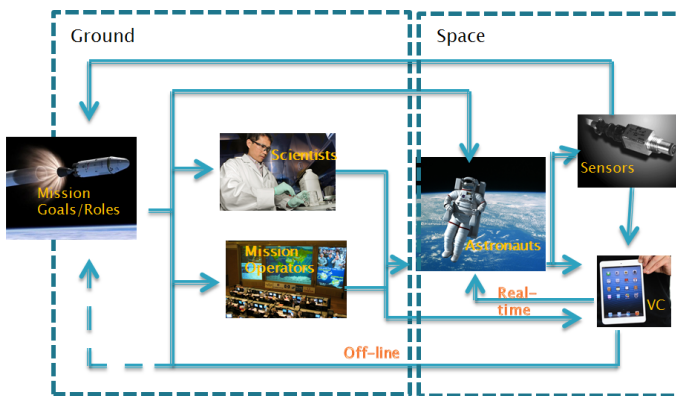 Ground
Space
Scientists
Sensors
Mission
Goals/Roles
Mission
Operators
Astronauts
Real-
time
VC
Off-line